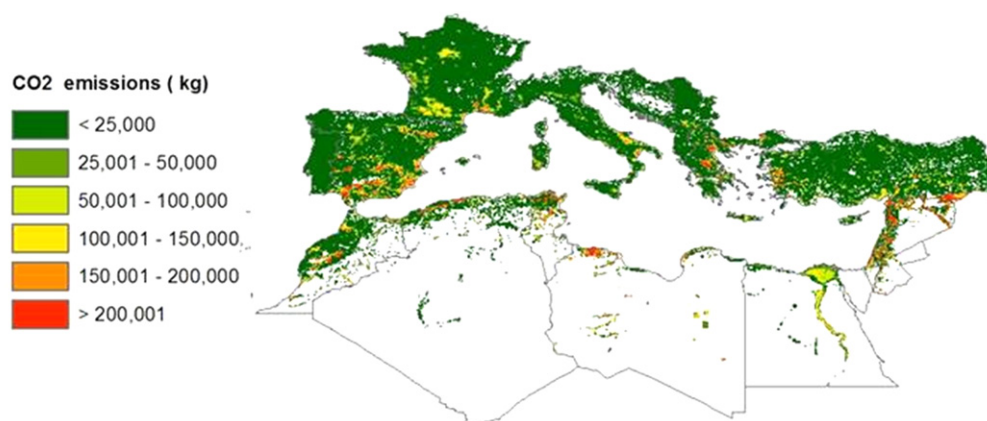 CO2 emissions ( kg)
< 25,000
25,001 - 50,000
50,001 - 100,000
100,001 - 150,000
150,001 - 200,000
> 200,001